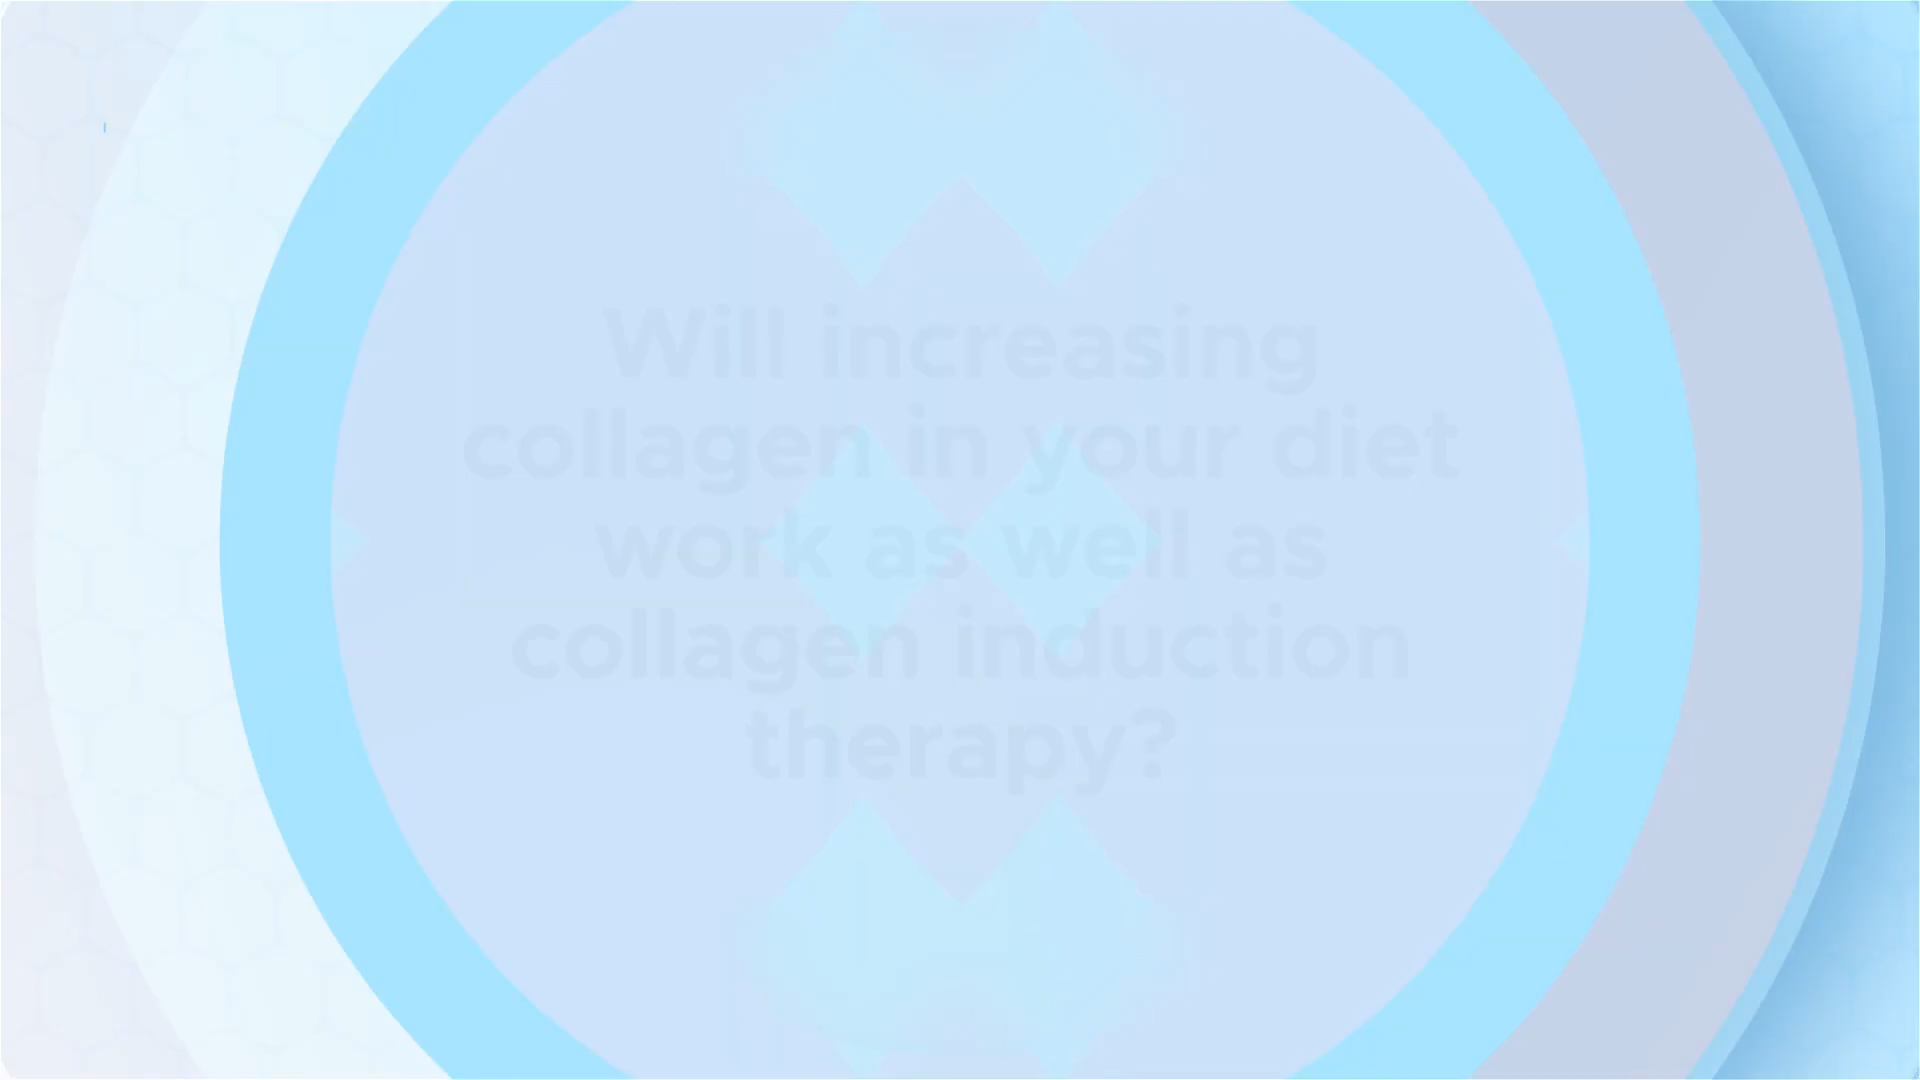 Will increasing
collagen in your diet
work as well as
collagen induction
therapy?